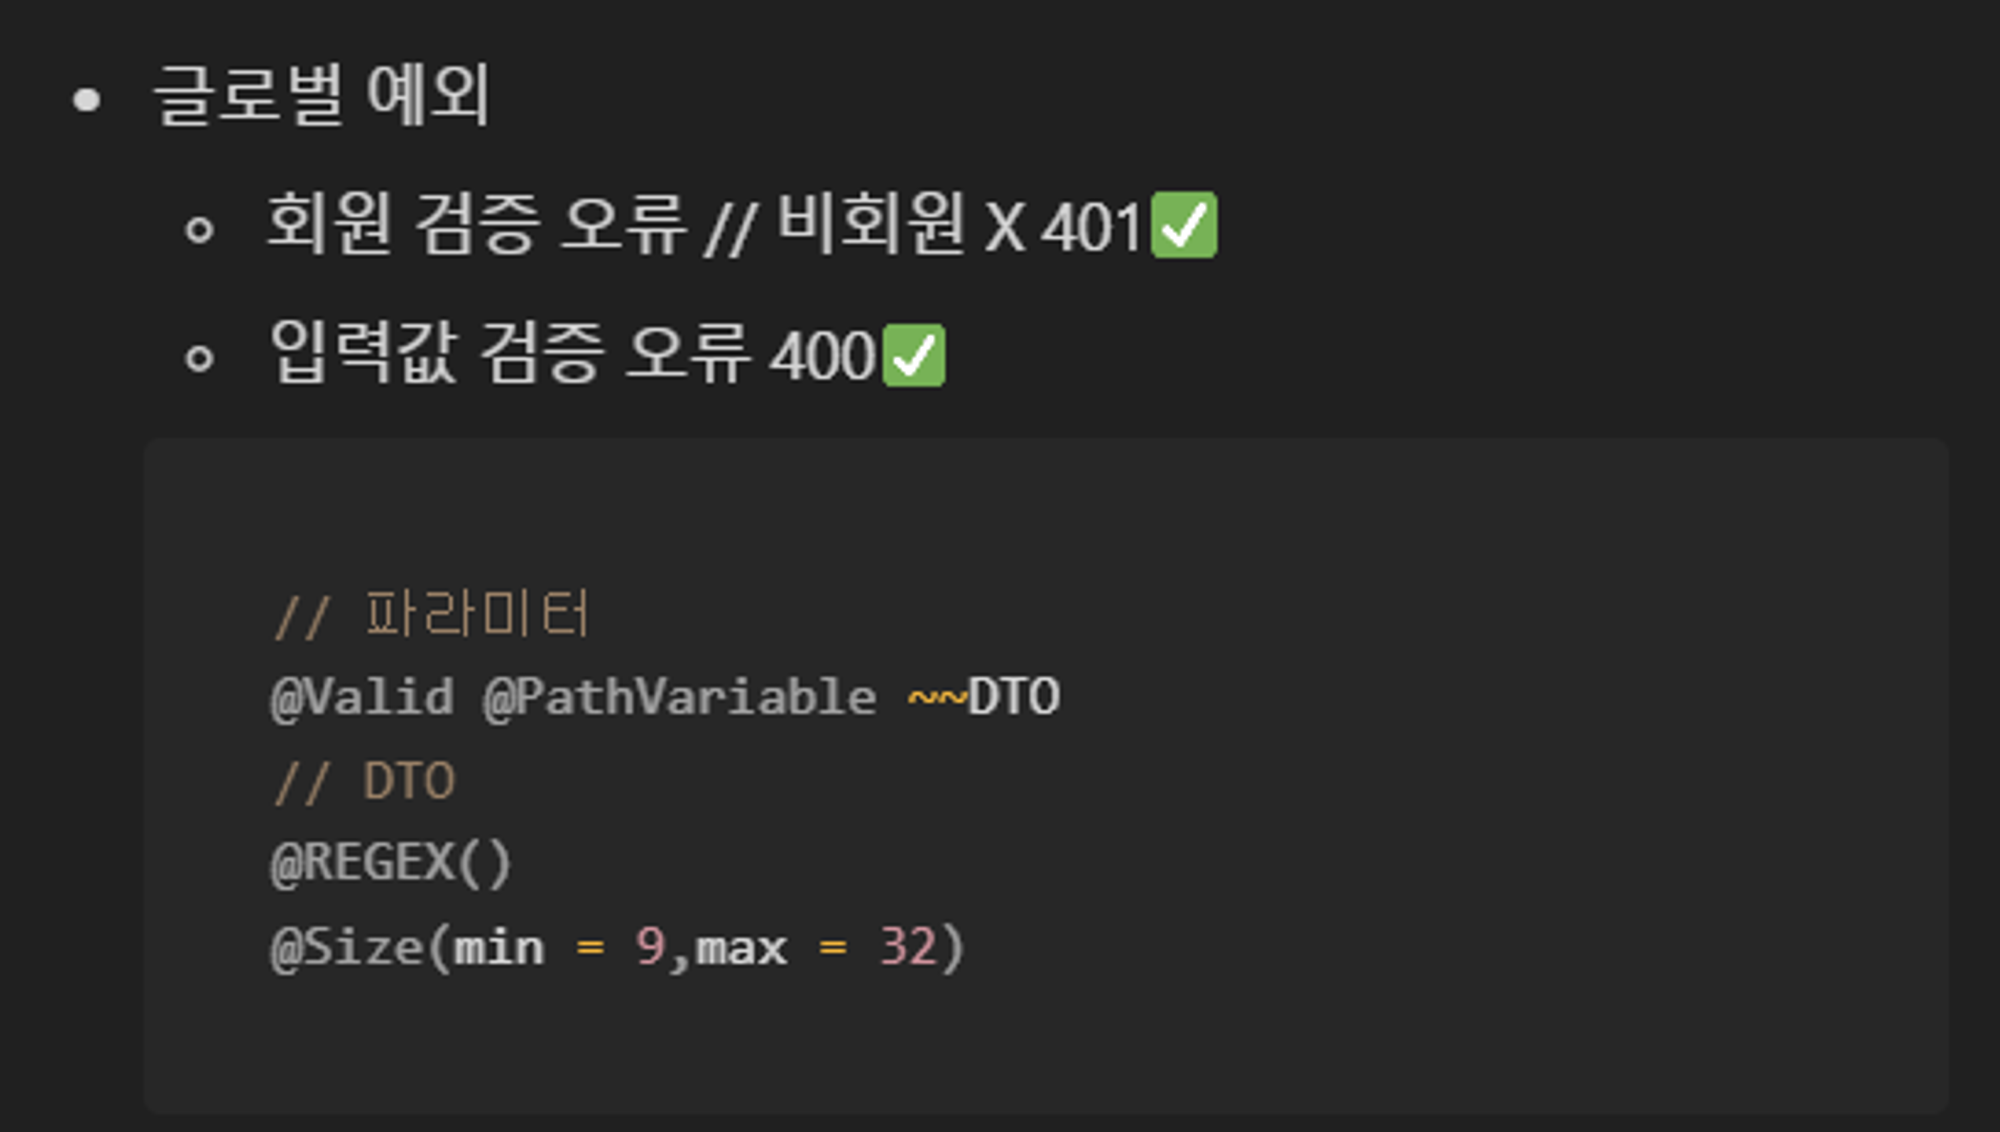 • 글로벌 예외
◦ 회원 검증 오류 // 비회원 X 401✅
◦ 입력값 검증 오류 400✅
// 파라미터
@Valid @PathVariable ~~DTO
// DTO
@REGEX()
@Size(min = 9,max = 32)